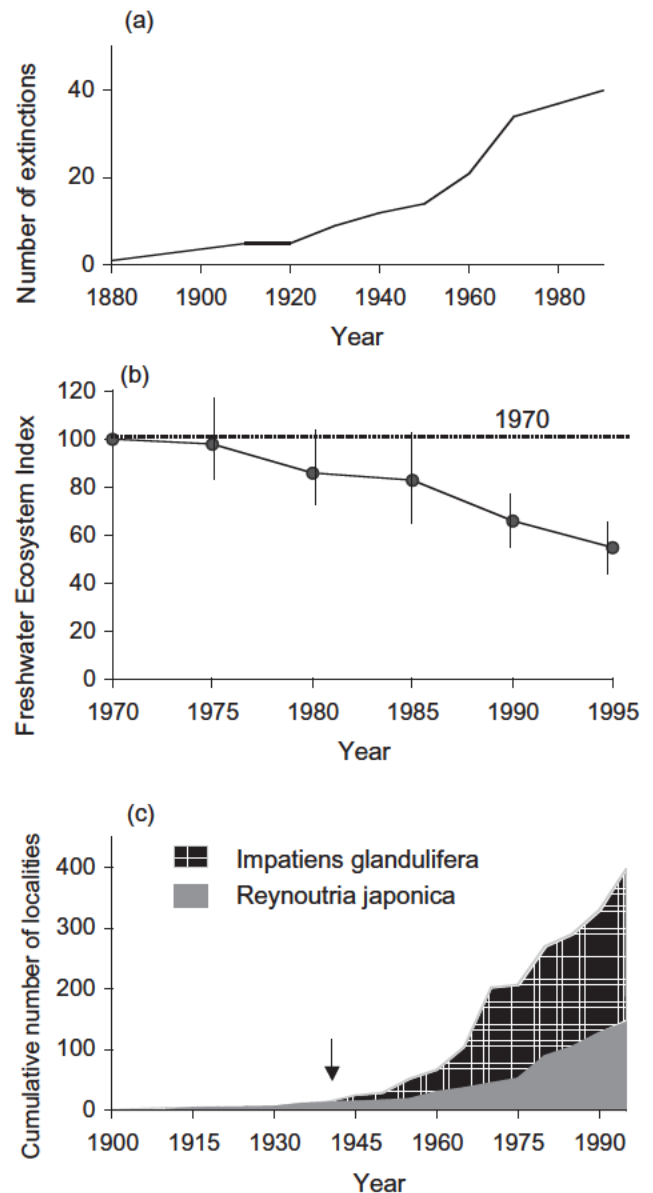 (a)
Number of extinctions
40
20
0
1880 1900 1920 1940 1960 1980
Year
(b)
Freshwater Ecosystem Index
120
100
80
60
40
20
0
1970
1970 1975 1980 1985 1990 1995
Year
(c)
Cumulative number of localities
400
300
200
100
0
Impatiens glandulifera
Reynoutria japonica
1900 1915 1930 1945 1960 1975 1990
Year